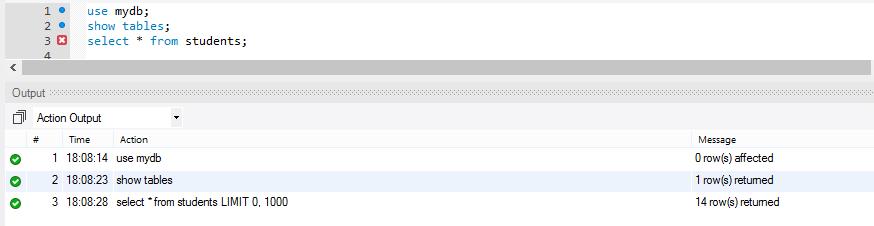 1 use mydb;
2 show tables;
3 select * from students;
4
Output
Action Output
# Time Action Message
1 18:08:14 use mydb 0 row(s) affected
2 18:08:23 show tables 1 row(s) returned
3 18:08:28 select * from students LIMIT 0, 1000 14 row(s) returned